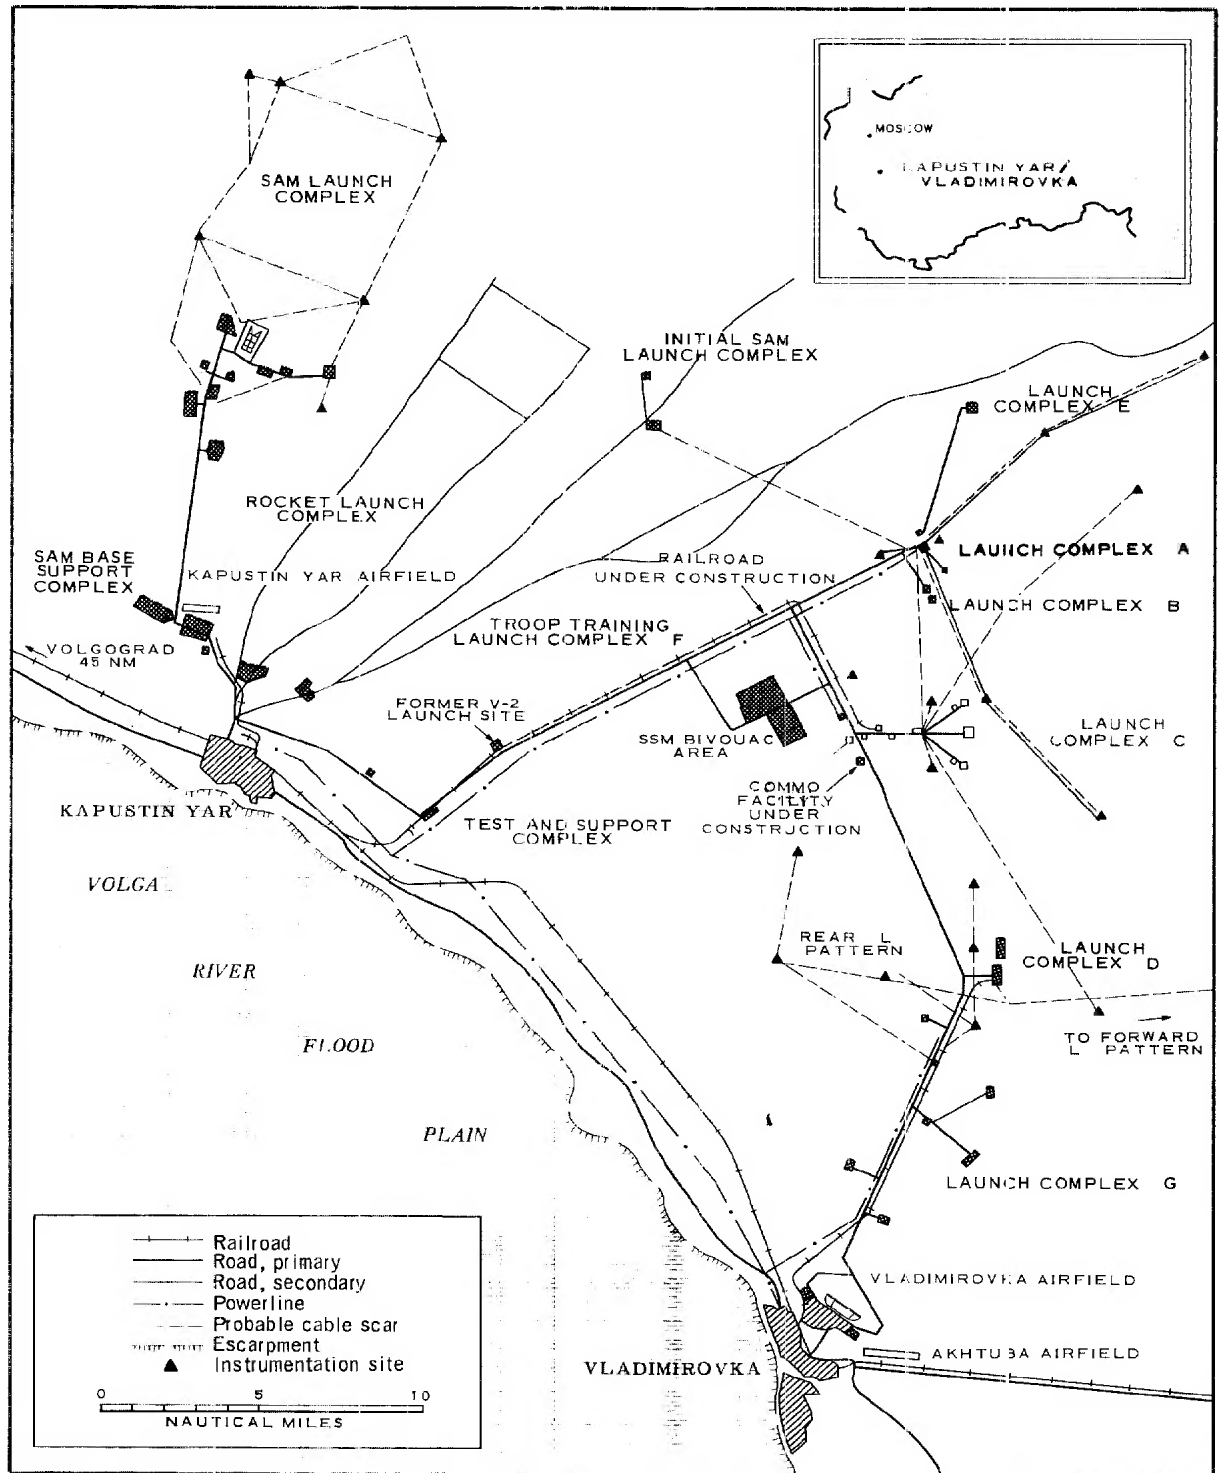 MOSCOW
KAPUSTIN YAR/
VLADIMIROVKA
SAM LAUNCH
COMPLEX
INITIAL SAM
LAUNCH COMPLEX
LAUNCH
COMPLEX E
ROCKET LAUNCH
COMPLEX
SAM BASE
SUPPORT
COMPLEX
KAPUSTIN YAR AIRFIELD
RAILROAD
UNDER CONSTRUCTION
LAUNCH COMPLEX A
LAUNCH COMPLEX B
TROOP TRAINING
LAUNCH COMPLEX F
VOLGOGRAD
45 NM
FORMER V-2
LAUNCH SITE
SSM BIVOUAC
AREA
LAUNCH
COMPLEX C
COMMO
FACILITY
UNDER
CONSTRUCTION
KAPUSTIN YAR
TEST AND SUPPORT
COMPLEX
VOLGA
RIVER
FLOOD
PLAIN
REAR L
PATTERN
LAUNCH
COMPLEX D
TO FORWARD
L PATTERN
LAUNCH COMPLEX G
VLADIMIROVKA AIRFIELD
AKHTUBA AIRFIELD
VLADIMIROVKA
Railroad
Road, primary
Road, secondary
Powerline
Probable cable scar
Escarpment
Instrumentation site
0 5 10
NAUTICAL MILES